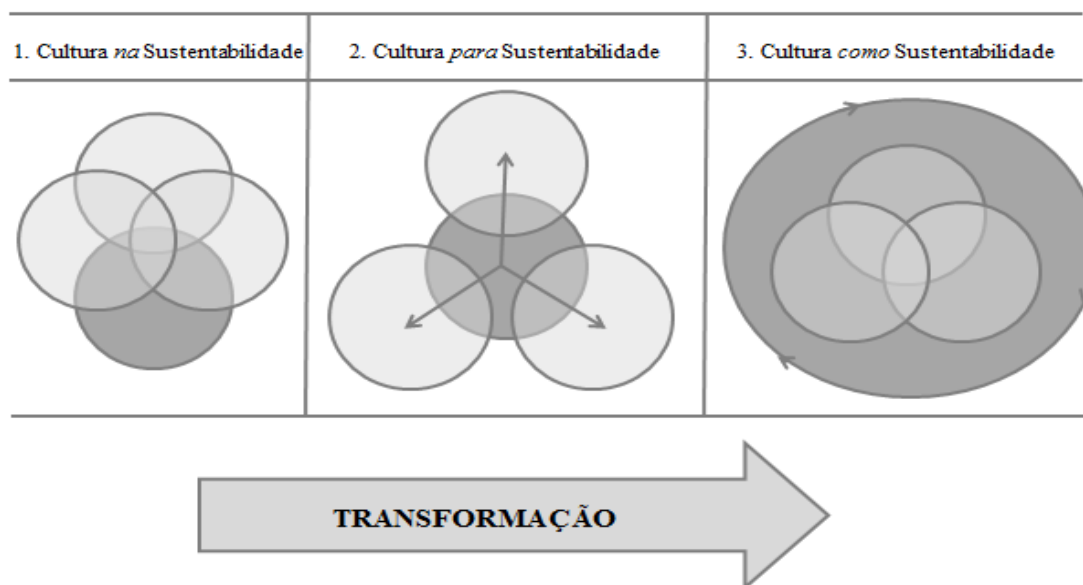 1. Cultura na Sustentabilidade
2. Cultura para Sustentabilidade
3. Cultura como Sustentabilidade
TRANSFORMAÇÃO